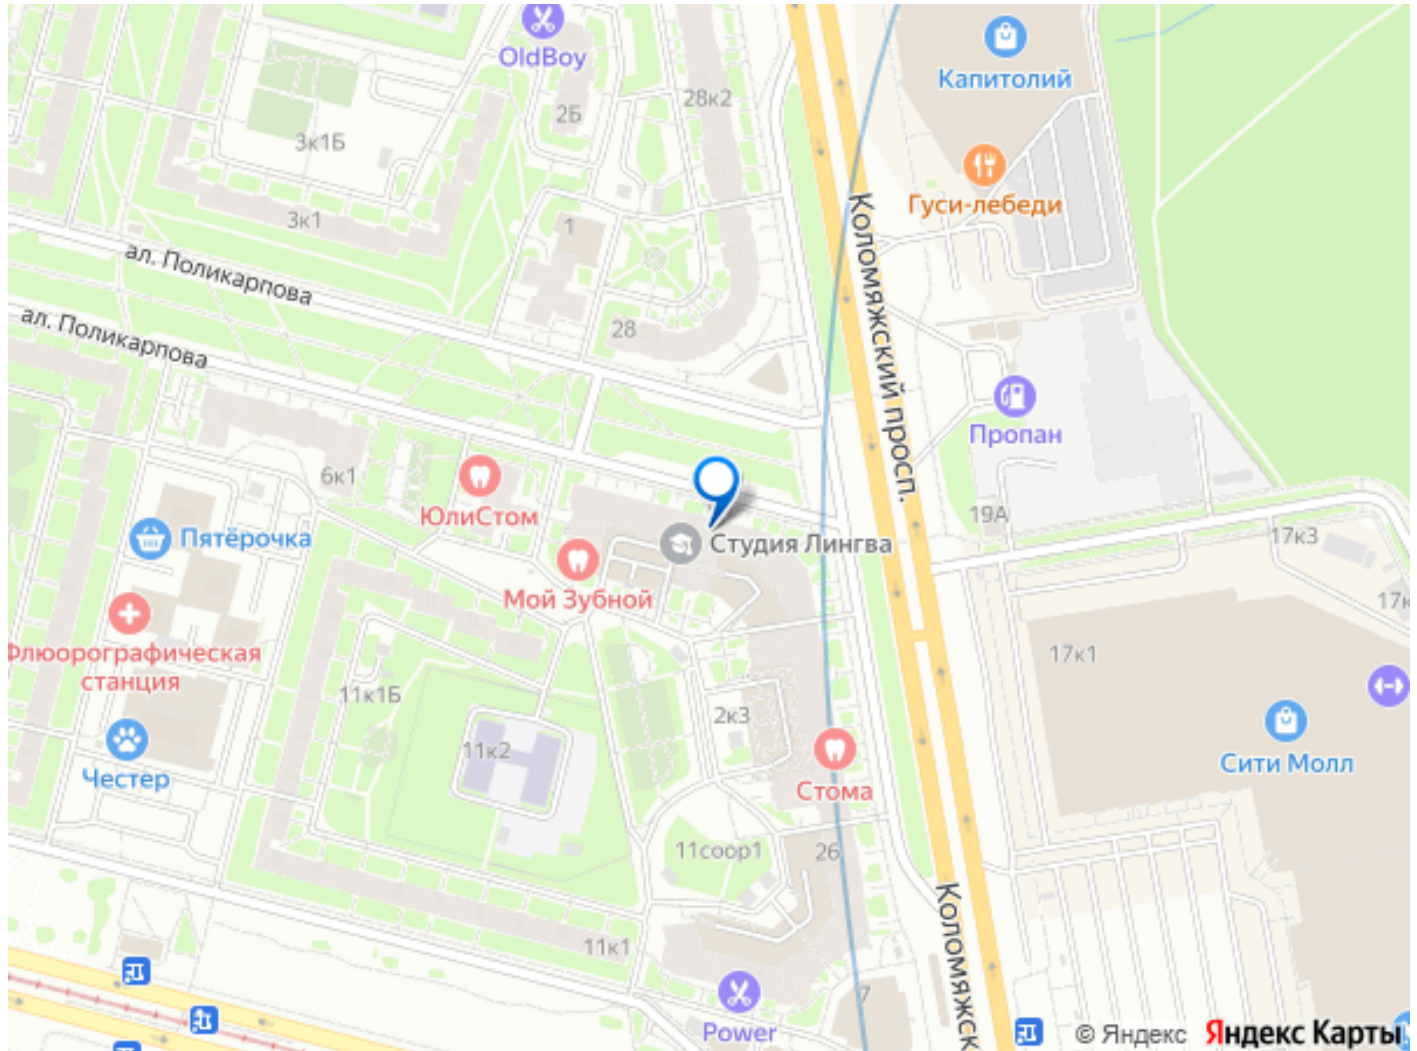 OldBoy
Капитолий
2Б
28к2
3к1Б
Гуси-лебеди
3к1
1
ал. Поликарпова
Коломяжский просп.
28
ал. Поликарпова
Пропан
6к1
ЮлиСтом
19А
Пятёрочка
Студия Лингва
17к3
Мой Зубной
17к
Флюорографическая
станция
17к1
11к1Б
2к3
11к2
Сити Молл
Честер
Стома
11соор1
26
Коломяжск
11к1
7
Power
© Яндекс
Яндекс Карты